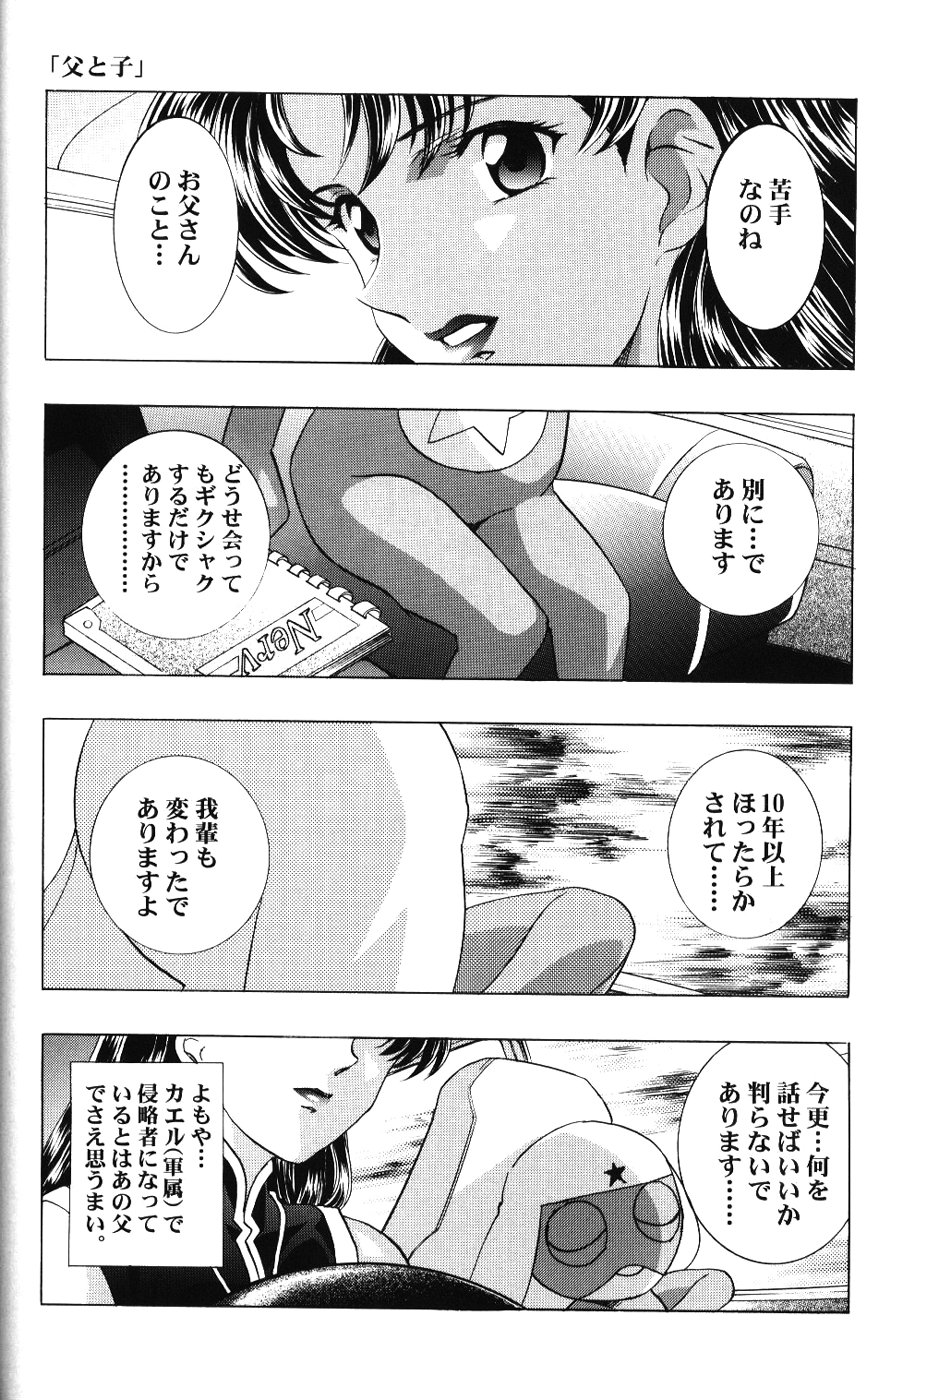 「父と子」
苦手
なのね
お父さん
のこと…
別に…で
あります
どうせ会って
もギクシャク
するだけで
ありますから
……………
Nerv
10年以上
ほったらか
されて……
我輩も
変わったで
ありますよ
今更…何を
話せばいいか
判らないで
あります……
よもや…
カエル（軍属）で
侵略者になって
いるとはあの父
でさえ思うまい。